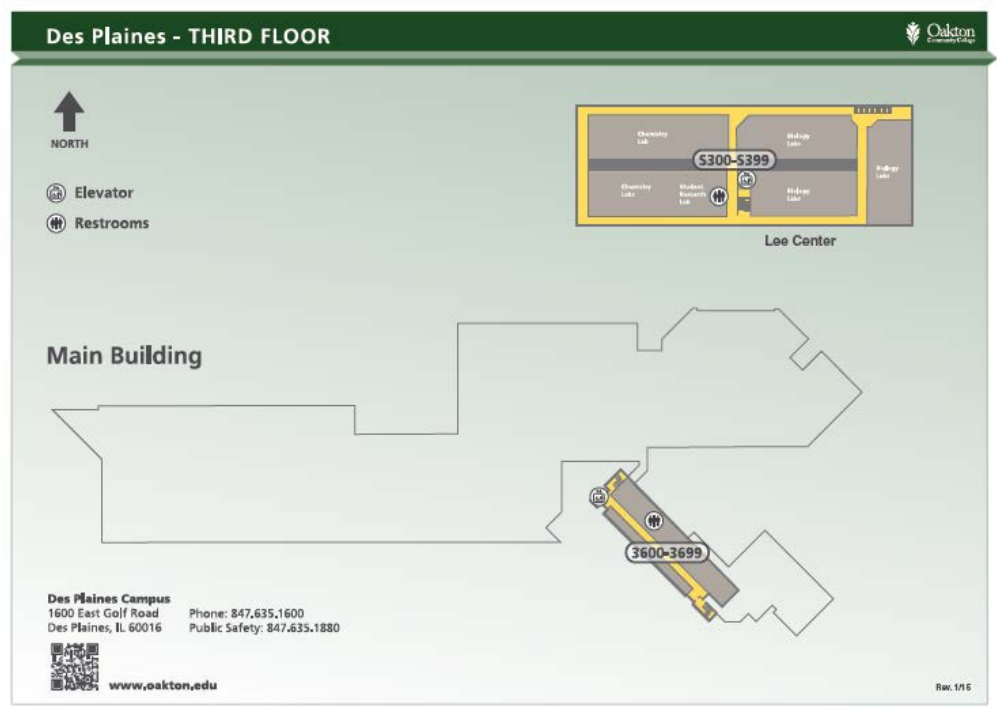 Des Plaines - THIRD FLOOR
Oakton
Community College
NORTH
Elevator
Restrooms
Chemistry
Lab
Biology
Labs
S300-S399
Biology
Labs
Chemistry
Labs
Student
Research
Lab
Biology
Labs
Lee Center
Main Building
3600-3699
Des Plaines Campus
1600 East Golf Road
Phone: 847.635.1600
Des Plaines, IL 60016
Public Safety: 847.635.1880
www.oakton.edu
Rev. 1/15